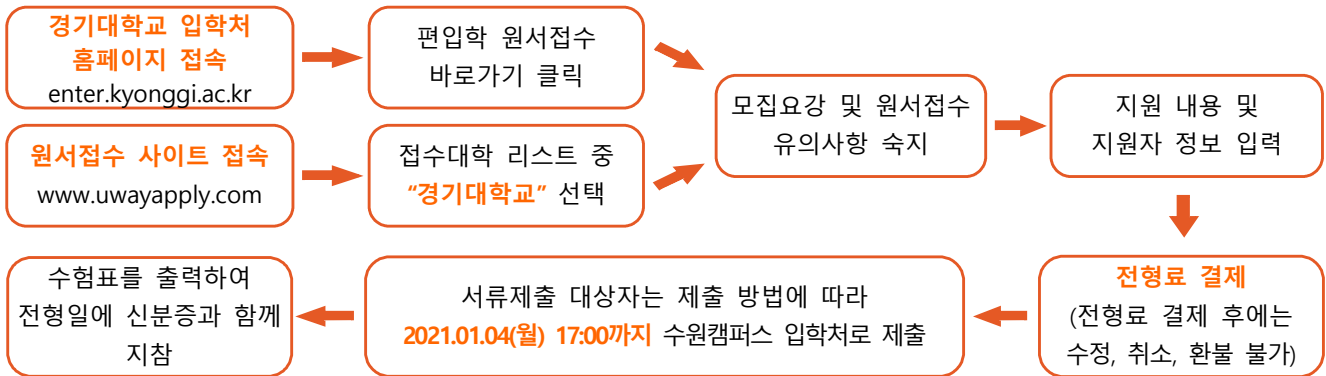 경기대학교 입학처
홈페이지 접속
enter.kyonggi.ac.kr
편입학 원서접수
바로가기 클릭
원서접수 사이트 접속
www.uwayapply.com
접수대학 리스트 중
“경기대학교” 선택
모집요강 및 원서접수
유의사항 숙지
지원 내용 및
지원자 정보 입력
전형료 결제
(전형료 결제 후에는
수정, 취소, 환불 불가)
서류제출 대상자는 제출 방법에 따라
2021.01.04(월) 17:00까지 수원캠퍼스 입학처로 제출
수험표를 출력하여
전형일에 신분증과 함께
지참